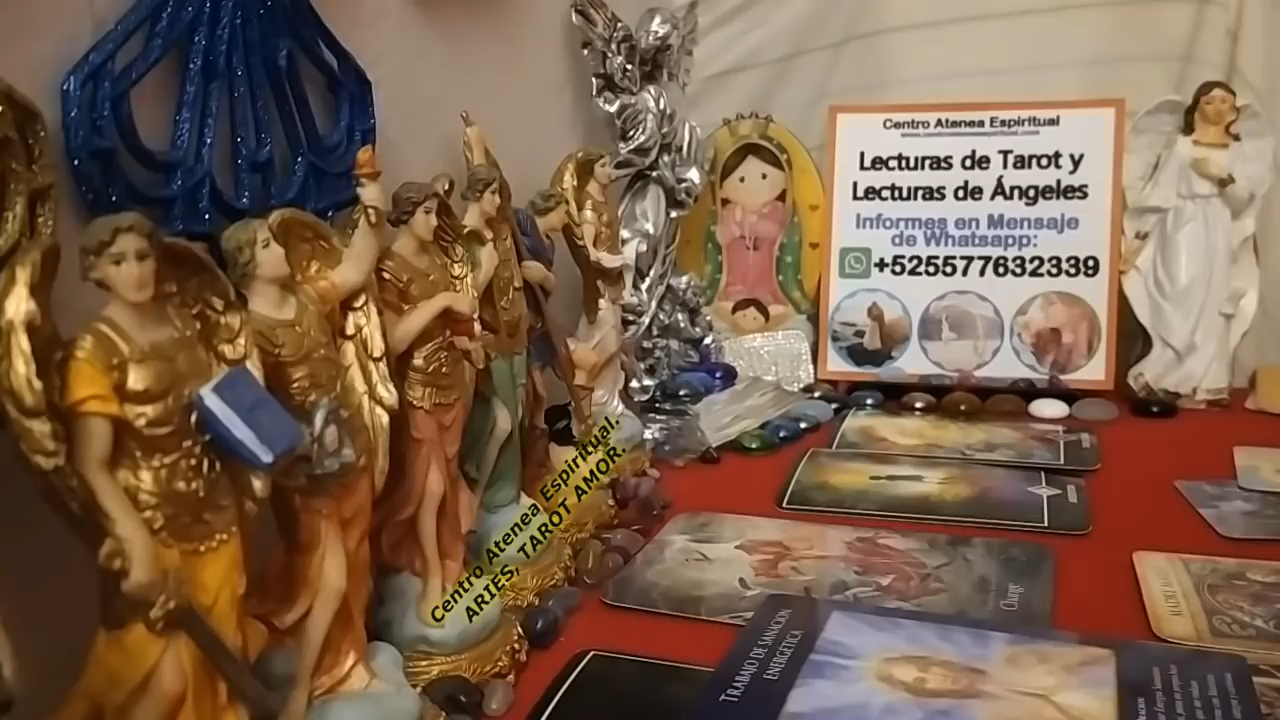 Centro Atenea Espiritual
Lecturas de Tarot y
Lecturas de Ángeles
Informes en Mensaje
de Whatsapp:
+525577632339
Centro Atenea Espiritual.
ARIES, TAROT AMOR.
Change
TRABAJO DE SANACION
ENERGETICA